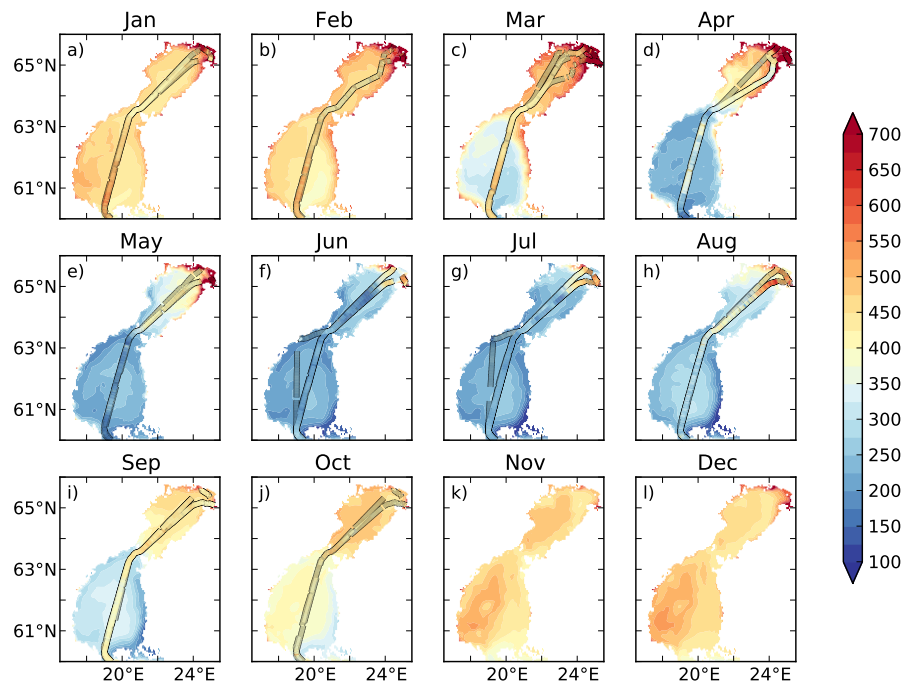 Jan Feb Mar Apr
a) b) c) d)
65°N
63°N
61°N
May Jun Jul Aug
e) f) g) h)
65°N
63°N
61°N
Sep Oct Nov Dec
i) j) k) l)
65°N
63°N
61°N
20°E 24°E 20°E 24°E 20°E 24°E 20°E 24°E
700
650
600
550
500
450
400
350
300
250
200
150
100